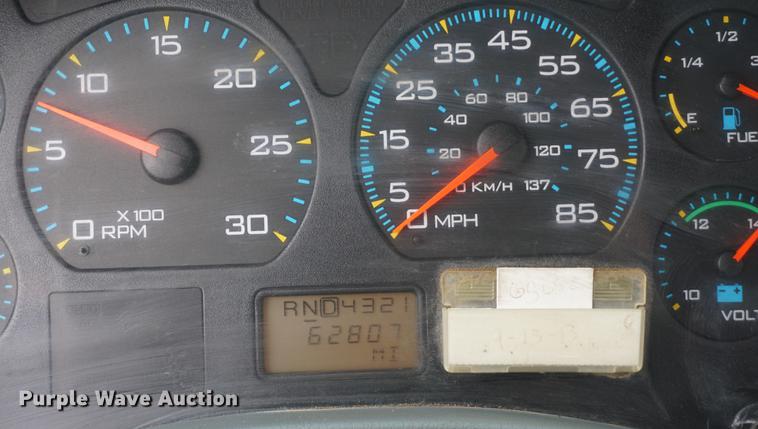 0 5 10 15 20 25 30
X 100
RPM
0 5 15 25 35 45 55 65 75 85
MPH
0 20 40 60 80 100 120 137
KM/H
E 1/4 1/2
FUE
10 12 14
VOLT
RND4321
62807
MI
Purple Wave Auction